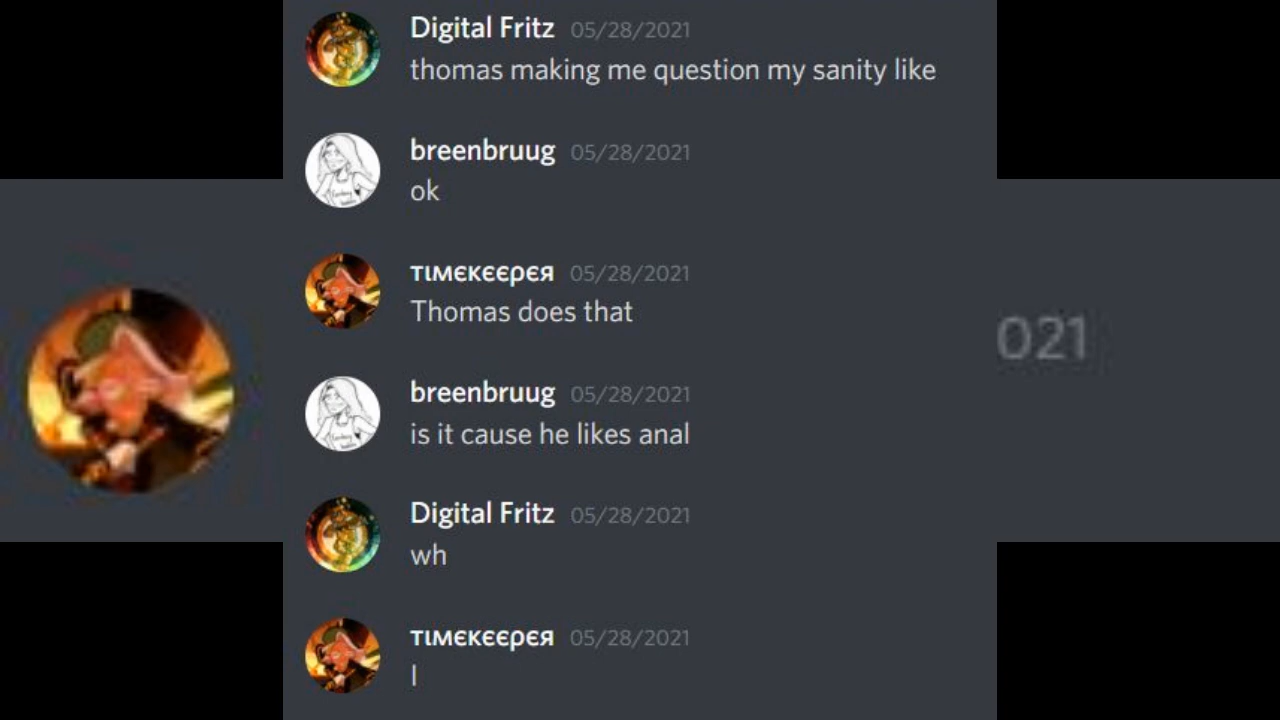 Digital Fritz 05/28/2021
thomas making me question my sanity like
breenbruug 05/28/2021
ok
тιмєкєєρєя 05/28/2021
Thomas does that
breenbruug 05/28/2021
is it cause he likes anal
Digital Fritz 05/28/2021
wh
тιмєкєєρєя 05/28/2021
I
021